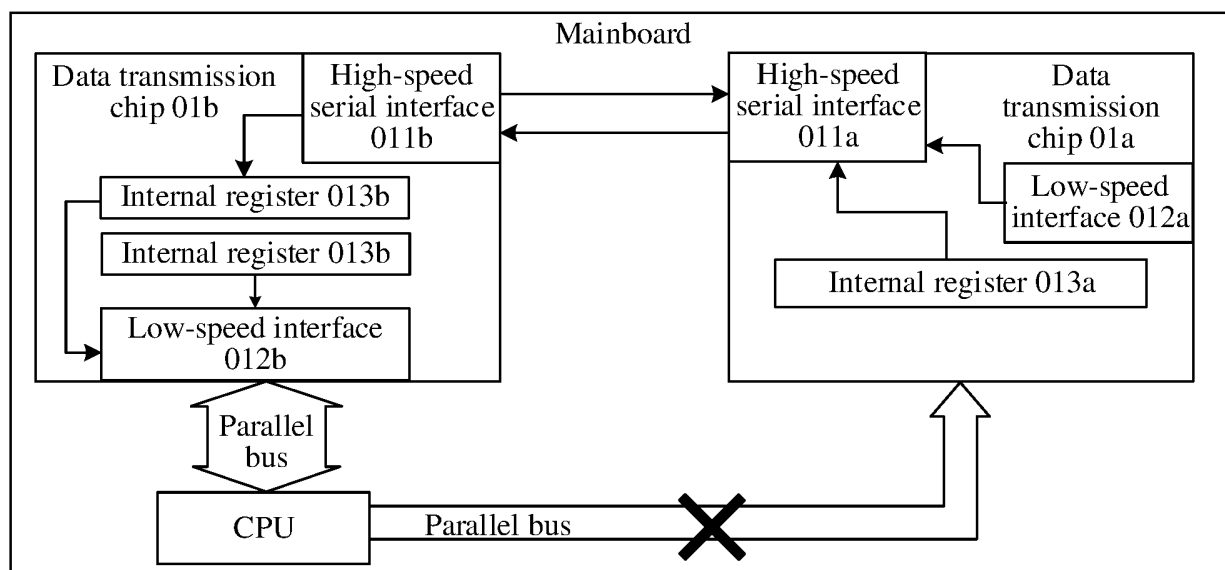 Mainboard
Data transmission
chip 01b
High-speed
serial interface
011b
Internal register 013b
Internal register 013b
Low-speed interface
012b
High-speed
serial interface
011a
Data
transmission
chip 01a
Low-speed
interface 012a
Internal register 013a
Parallel
bus
CPU
Parallel bus